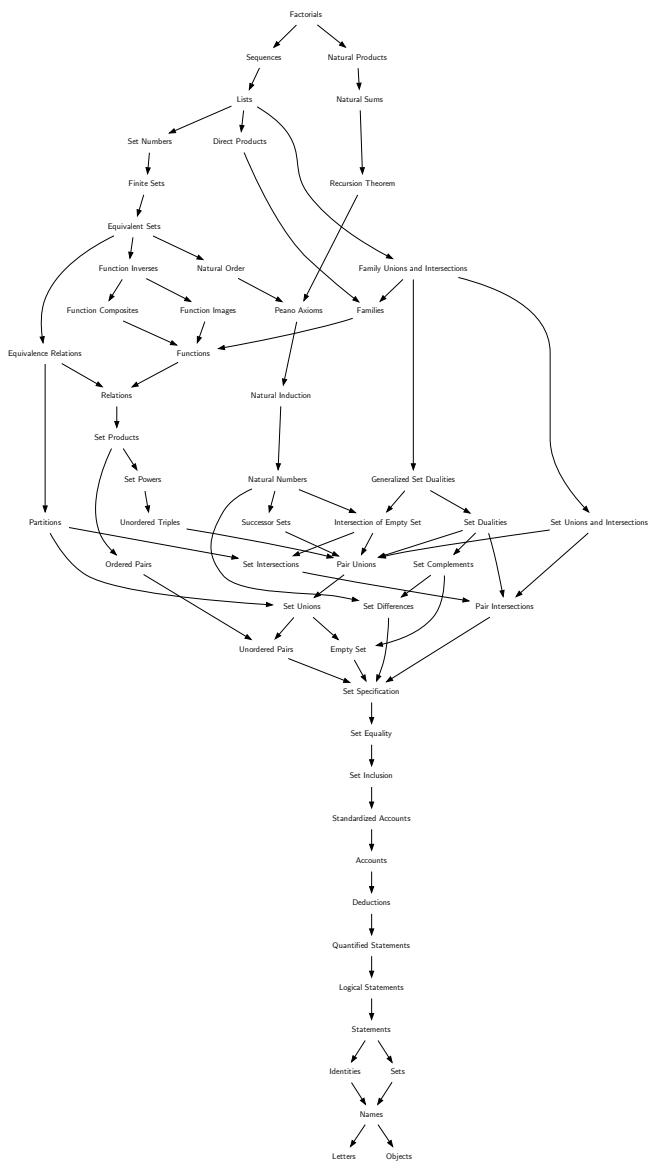 Factorials
Sequences
Natural Products
Lists
Natural Sums
Set Numbers
Direct Products
Finite Sets
Recursion Theorem
Equivalent Sets
Function Inverses
Natural Order
Family Unions and Intersections
Function Composites
Function Images
Peano Axioms
Families
Equivalence Relations
Functions
Relations
Natural Induction
Set Products
Set Powers
Natural Numbers
Generalized Set Dualities
Partitions
Unordered Triples
Successor Sets
Intersection of Empty Set
Set Dualities
Set Unions and Intersections
Ordered Pairs
Set Intersections
Pair Unions
Set Complements
Set Unions
Set Differences
Pair Intersections
Unordered Pairs
Empty Set
Set Specification
Set Equality
Set Inclusion
Standardized Accounts
Accounts
Deductions
Quantified Statements
Logical Statements
Statements
Identities
Sets
Names
Letters
Objects